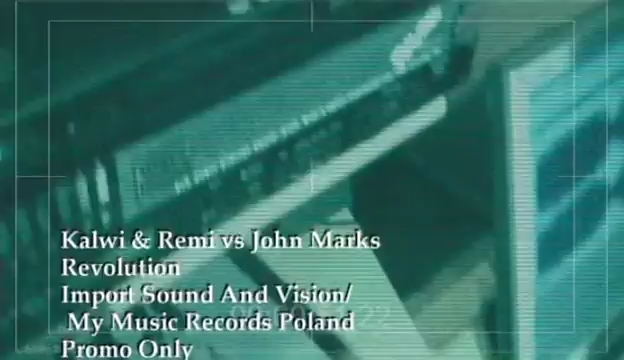 Kalwi & Remi vs John Marks
Revolution
Import Sound And Vision/
My Music Records Poland
Promo Only